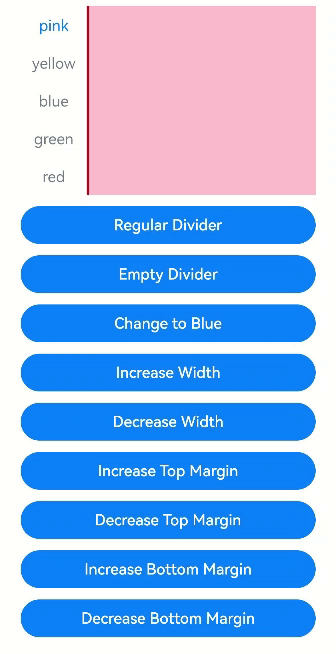 pink
yellow
blue
green
red
Regular Divider
Empty Divider
Change to Blue
Increase Width
Decrease Width
Increase Top Margin
Decrease Top Margin
Increase Bottom Margin
Decrease Bottom Margin